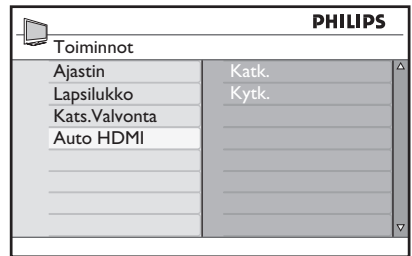 PHILIPS
Toiminnot
Ajastin
Lapsilukko
Kats.Valvonta
Auto HDMI
Katk.
Kytk.